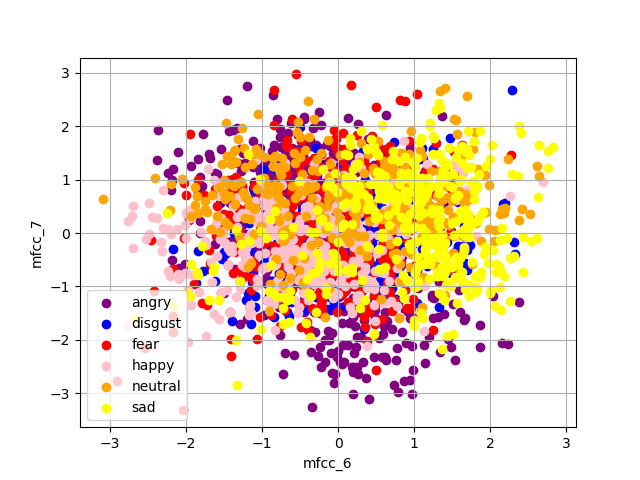 3
2
1
0
−1
−2
−3
mfcc_7
angry
disgust
fear
happy
neutral
sad
−3 −2 −1 0 1 2 3
mfcc_6